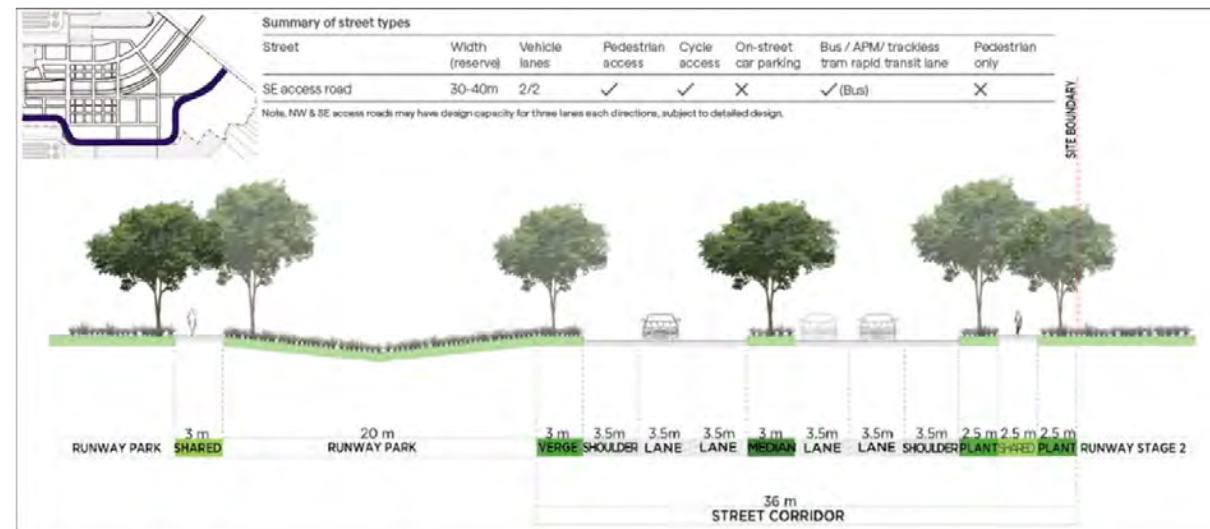 Summary of street types
Street Width (reserve) Vehicle lanes Pedestrian access Cycle access On-street car parking Bus / APM/ trackless tram rapid transit lane Pedestrian only
SE access road 30-40m 2/2 ✓ ✓ X ✓ (Bus) X
Note, NW & SE access roads may have design capacity for three lanes each directions, subject to detailed design.
SITE BOUNDARY
3 m 20 m 3 m 3.5m 3.5m 3.5m 3 m 3.5m 3.5m 3.5m 2.5 m 2.5 m 2.5 m
RUNWAY PARK SHARED RUNWAY PARK VERGE SHOULDER LANE LANE MEDIAN LANE LANE SHOULDER PLANT SHARED PLANT RUNWAY STAGE 2
36 m
STREET CORRIDOR